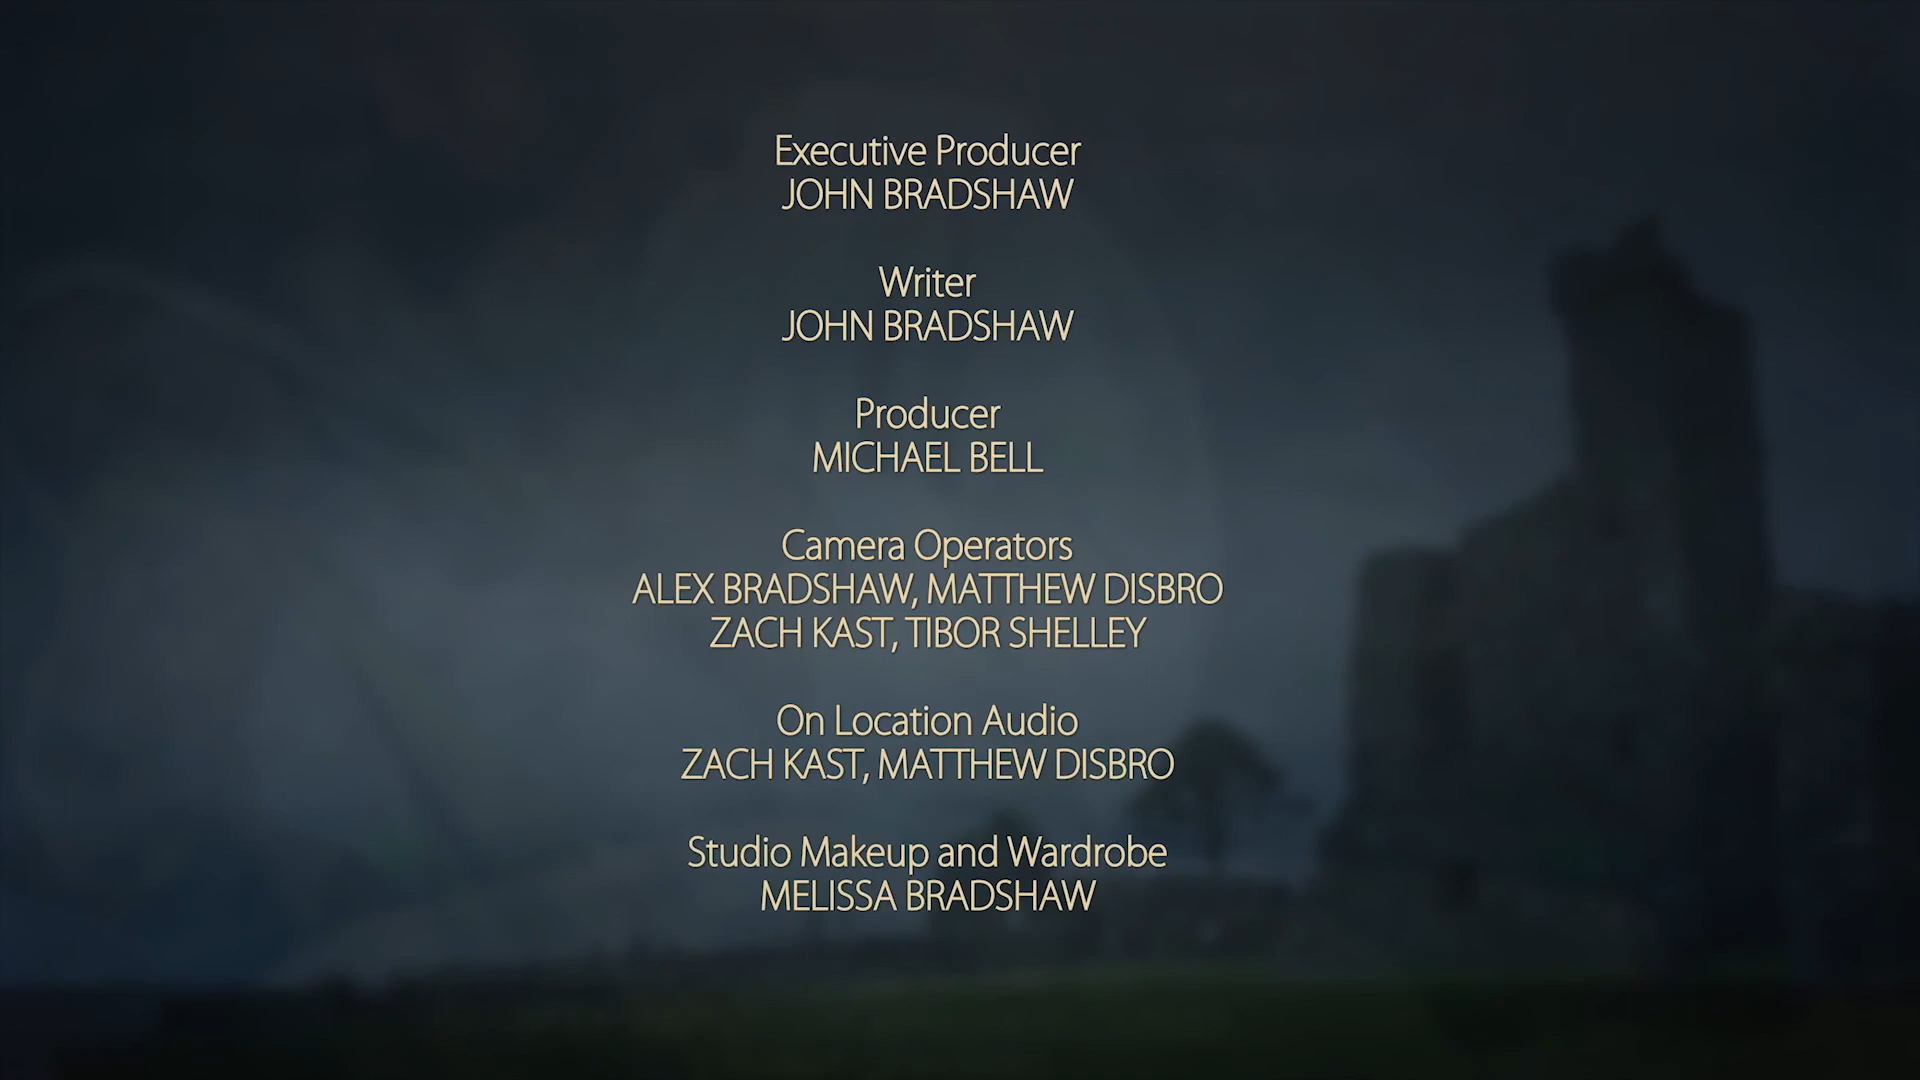 Executive Producer
JOHN BRADSHAW
Writer
JOHN BRADSHAW
Producer
MICHAEL BELL
Camera Operators
ALEX BRADSHAW, MATTHEW DISBRO
ZACH KAST, TIBOR SHELLEY
On Location Audio
ZACH KAST, MATTHEW DISBRO
Studio Makeup and Wardrobe
MELISSA BRADSHAW